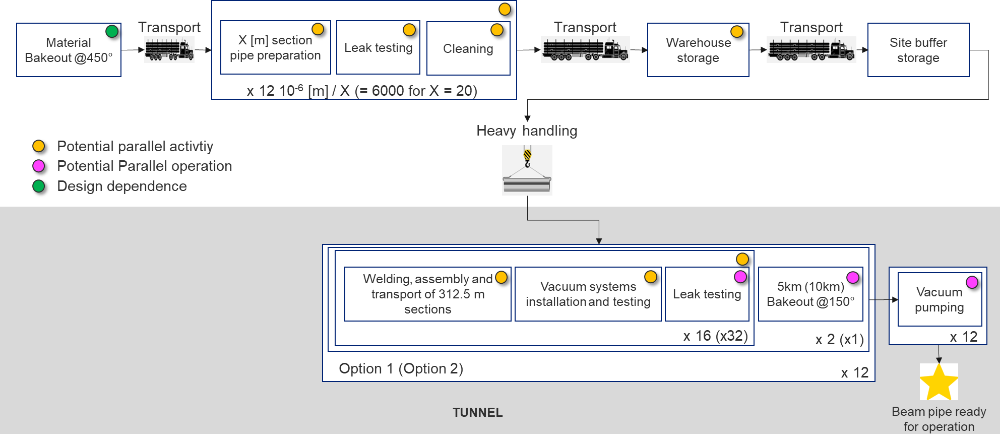 Material
Bakeout @450°
Transport
X [m] section
pipe preparation
Leak testing
Cleaning
x 12 10-6 [m] / X (= 6000 for X = 20)
Transport
Warehouse
storage
Transport
Site buffer
storage
Heavy handling
Potential parallel activtiy
Potential Parallel operation
Design dependence
Welding, assembly and
transport of 312.5 m
sections
Vacuum systems
installation and testing
Leak testing
x 16 (x32)
5km (10km)
Bakeout @150°
x 2 (x1)
Option 1 (Option 2)
x 12
Vacuum
pumping
x 12
Beam pipe ready
for operation
TUNNEL